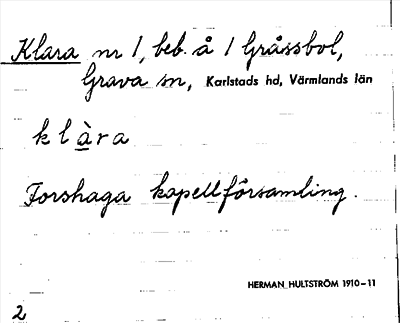 Klara nr 1, beb. å 1 Gråssbol,
Grava sn, Karlstads hd, Värmlands län
klàra
Forshaga kapellförsamling.
HERMAN HULTSTRÖM 1910-11
2